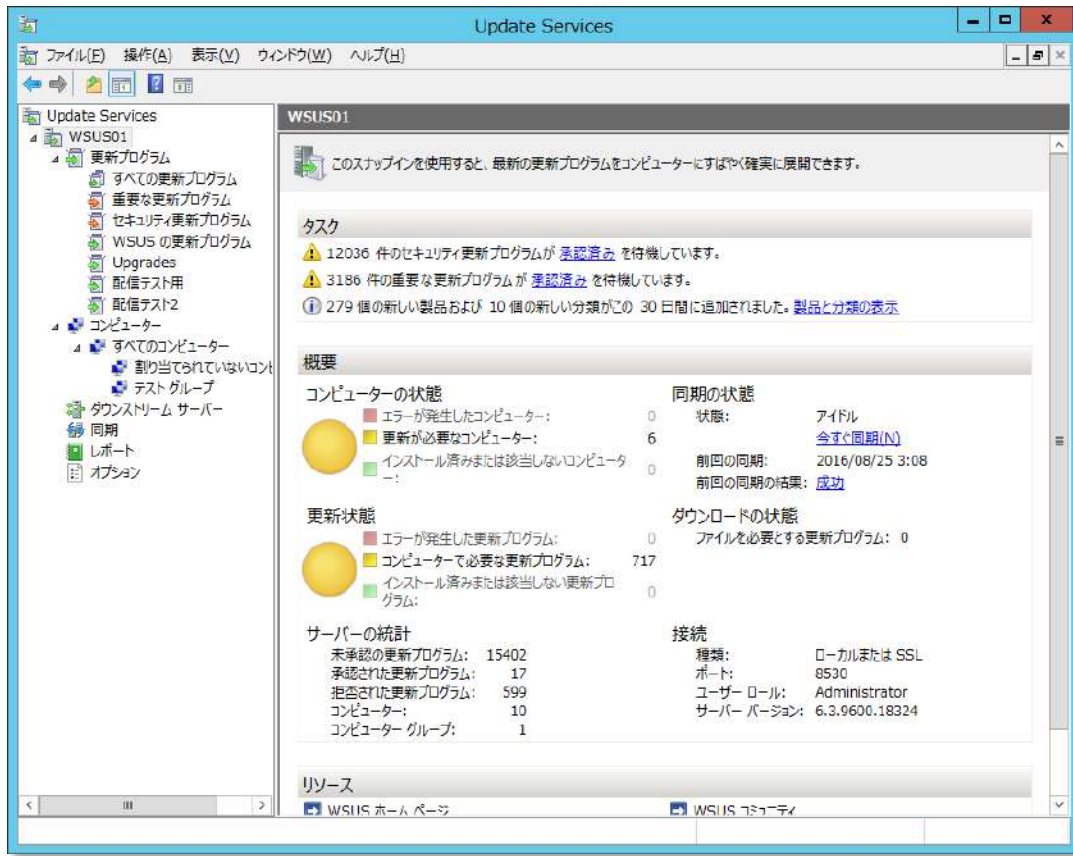 Update Services
ファイル(F) 操作(A) 表示(V) ウィンドウ(W) ヘルプ(H)
Update Services
WSUS01
更新プログラム
すべての更新プログラム
重要な更新プログラム
セキュリティ更新プログラム
WSUS の更新プログラム
Upgrades
配信テスト用
配信テスト2
コンピューター
すべてのコンピューター
割り当てられていないコンピ
テスト グループ
ダウンストリーム サーバー
同期
レポート
オプション
WSUS01
このスナップインを使用すると、最新の更新プログラムをコンピューターにすばやく確実に展開できます。
タスク
12036 件のセキュリティ更新プログラムが 承認済み を待機しています。
3186 件の重要な更新プログラムが 承認済み を待機しています。
279 個の新しい製品および 10 個の新しい分類がこの 30 日間に追加されました。製品と分類の表示
概要
コンピューターの状態
エラーが発生したコンピューター: 0
更新が必要なコンピューター: 6
インストール済みまたは該当しないコンピュータ
ー: 0
同期の状態
状態: アイドル
今すぐ同期(N)
前回の同期: 2016/08/25 3:08
前回の同期の結果: 成功
更新状態
エラーが発生した更新プログラム: 0
コンピューターで必要な更新プログラム: 717
インストール済みまたは該当しない更新プロ
グラム: 0
ダウンロードの状態
ファイルを必要とする更新プログラム: 0
サーバーの統計
未承認の更新プログラム: 15402
承認された更新プログラム: 17
拒否された更新プログラム: 599
コンピューター: 10
コンピューター グループ: 1
接続
種類: ローカルまたは SSL
ポート: 8530
ユーザー ロール: Administrator
サーバー バージョン: 6.3.9600.18324
リソース
WSUS ホーム ページ
WSUS コミュニティ